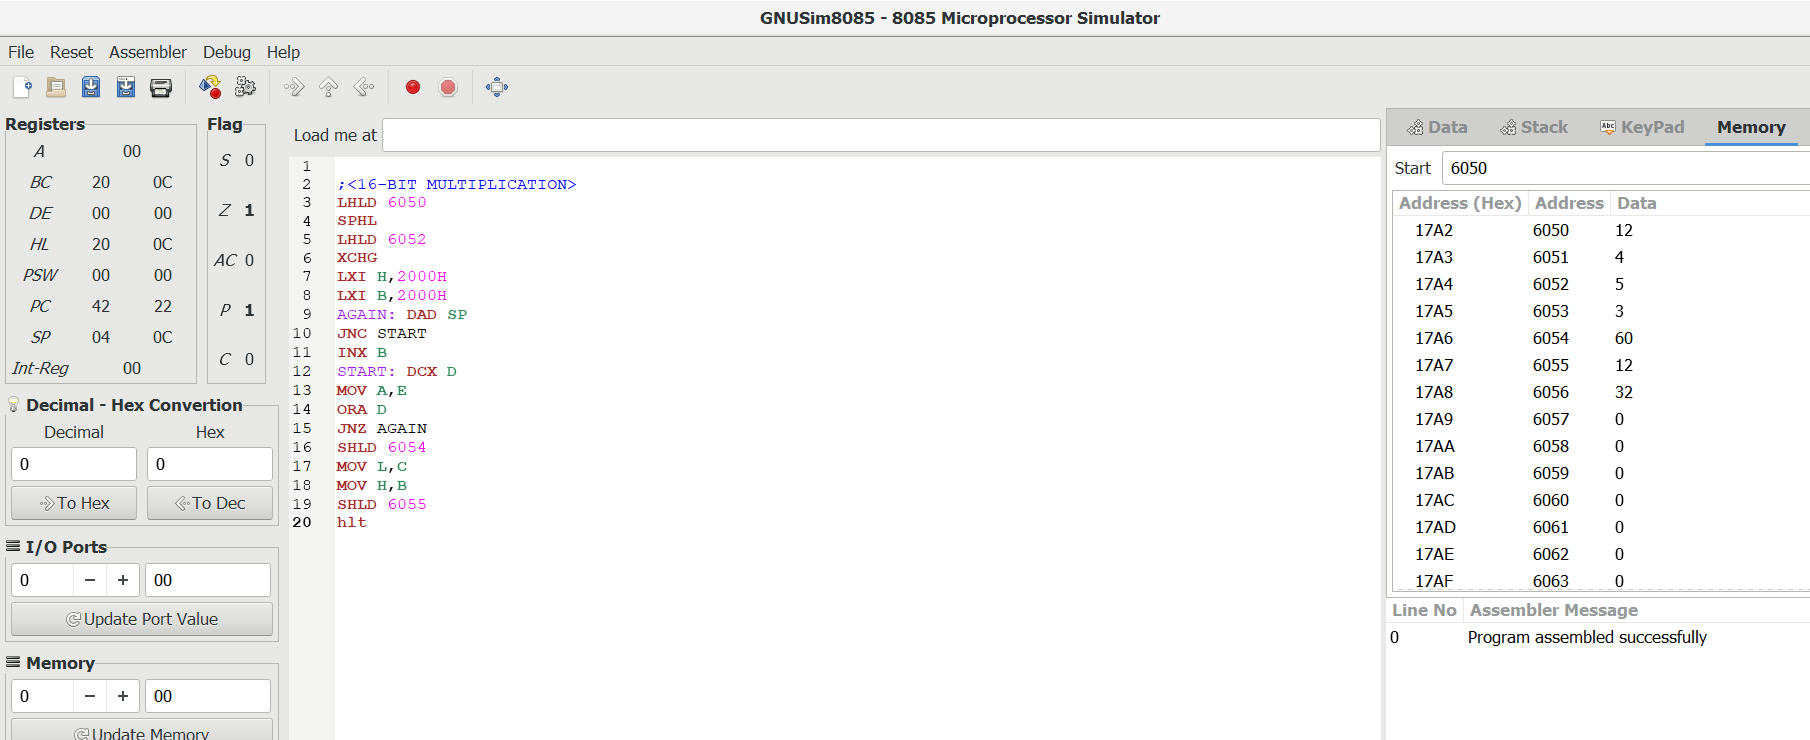 GNUSim8085 - 8085 Microprocessor Simulator
File Reset Assembler Debug Help
Registers
A 00
BC 20 0C
DE 00 00
HL 20 0C
PSW 00 00
PC 42 22
SP 04 0C
Int-Reg 00
Flag
S 0
Z 1
AC 0
P 1
C 0
Decimal - Hex Convertion
Decimal Hex
0 0
To Hex To Dec
I/O Ports
0 − + 00
Update Port Value
Memory
0 − + 00
Update Memory
Load me at
1
2 ;<16-BIT MULTIPLICATION>
3 LHLD 6050
4 SPHL
5 LHLD 6052
6 XCHG
7 LXI H,2000H
8 LXI B,2000H
9 AGAIN: DAD SP
10 JNC START
11 INX B
12 START: DCX D
13 MOV A,E
14 ORA D
15 JNZ AGAIN
16 SHLD 6054
17 MOV L,C
18 MOV H,B
19 SHLD 6055
20 hlt
Data Stack Abc KeyPad Memory
Start 6050
Address (Hex) Address Data
17A2 6050 12
17A3 6051 4
17A4 6052 5
17A5 6053 3
17A6 6054 60
17A7 6055 12
17A8 6056 32
17A9 6057 0
17AA 6058 0
17AB 6059 0
17AC 6060 0
17AD 6061 0
17AE 6062 0
17AF 6063 0
Line No Assembler Message
0 Program assembled successfully